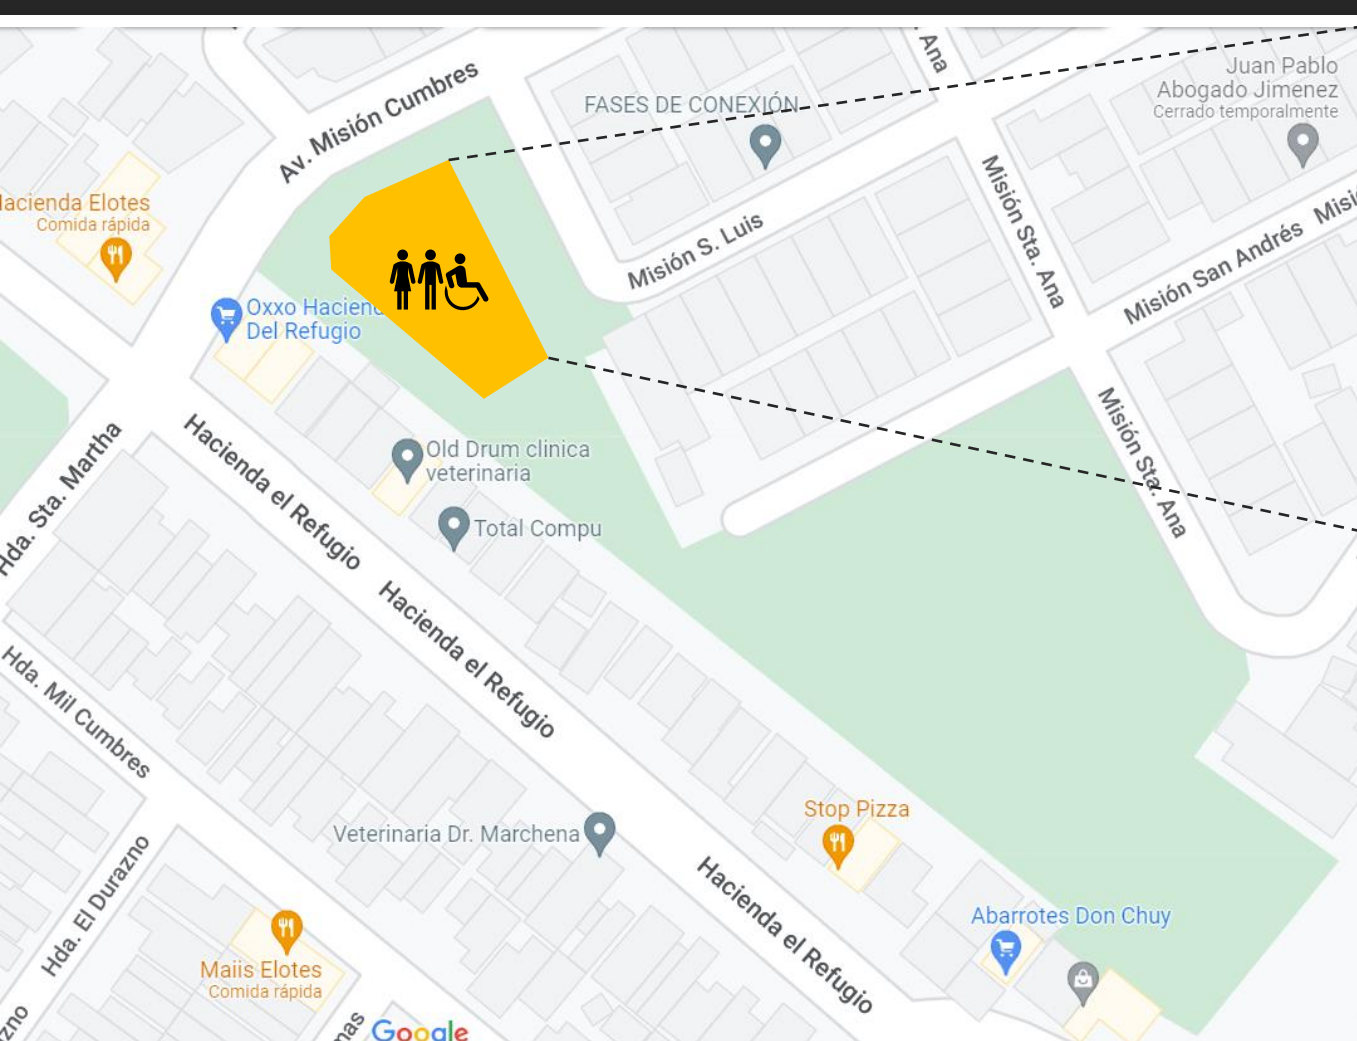 Ana
Av. Misión Cumbres
FASES DE CONEXIÓN
Juan Pablo
Abogado Jimenez
Cerrado temporalmente
Misión Sta. Ana
Hacienda Elotes
Comida rápida
Misión S. Luis
Misión San Andrés
Oxxo Hacien
Del Refugio
Misión Sta. Ana
Hda. Sta. Martha
Hacienda el Refugio
Old Drum clinica
veterinaria
Total Compu
Hacienda el Refugio
Hda. Mil Cumbres
Stop Pizza
Veterinaria Dr. Marchena
Hda. El Durazno
Hacienda el Refugio
Abarrotes Don Chuy
Maiis Elotes
Comida rápida
Google